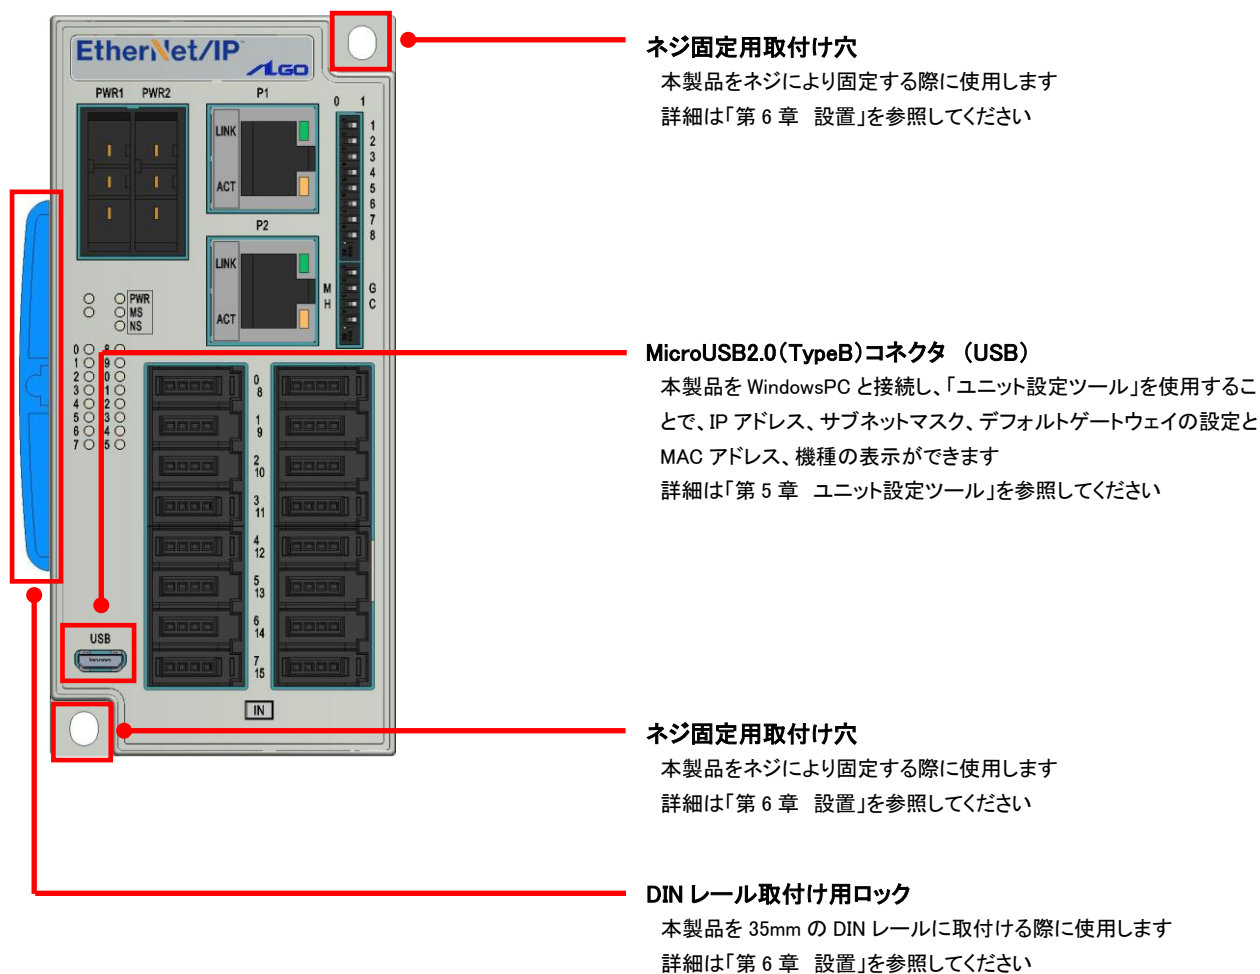 EtherNet/IP
ALGO
PWR1 PWR2
P1
0 1
LINK
ACT
1
2
3
4
5
6
7
8
P2
LINK
ACT
M G
H C
PWR
MS
NS
0 8
1 9
2 0
3 1
4 2
5 3
6 4
7 5
0
8
1
9
2
10
3
11
4
12
5
13
6
14
7
15
USB
IN
ネジ固定用取付け穴
本製品をネジにより固定する際に使用します
詳細は「第 6 章 設置」を参照してください
MicroUSB2.0(TypeB)コネクタ (USB)
本製品を WindowsPC と接続し、「ユニット設定ツール」を使用するこ
とで、IP アドレス、サブネットマスク、デフォルトゲートウェイの設定と
MAC アドレス、機種の表示ができます
詳細は「第 5 章 ユニット設定ツール」を参照してください
ネジ固定用取付け穴
本製品をネジにより固定する際に使用します
詳細は「第 6 章 設置」を参照してください
DIN レール取付け用ロック
本製品を 35mm の DIN レールに取付ける際に使用します
詳細は「第 6 章 設置」を参照してください